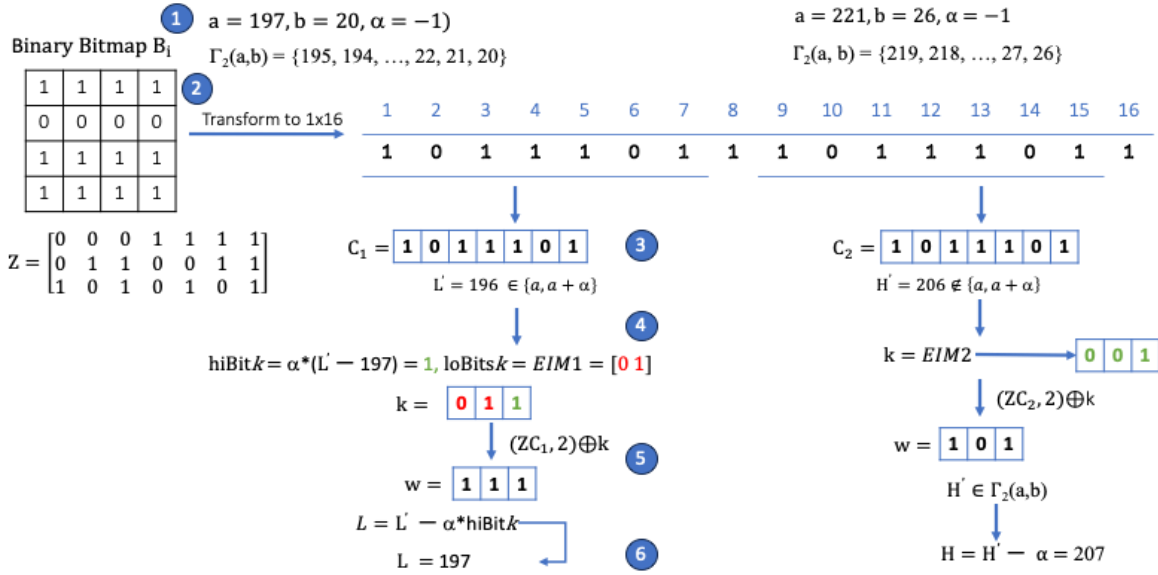 1
a = 197, b = 20, α = −1)
a = 221, b = 26, α = −1
Binary Bitmap Bᵢ
Γ₂(a,b) = {195, 194, …, 22, 21, 20}
Γ₂(a, b) = {219, 218, …, 27, 26}
1 1 1 1
0 0 0 0
1 1 1 1
1 1 1 1
2
Transform to 1x16
1 2 3 4 5 6 7 8 9 10 11 12 13 14 15 16
1 0 1 1 1 0 1 1 1 0 1 1 1 0 1 1
Z = [0 0 0 1 1 1 1
0 1 1 0 0 1 1
1 0 1 0 1 0 1]
C₁ = 1 0 1 1 1 0 1
3
C₂ = 1 0 1 1 1 0 1
L' = 196 ∈ {a, a + α}
H' = 206 ∉ {a, a + α}
4
hiBitk = α*(L' − 197) = 1, loBitsk = EIM1 = [0 1]
k = EIM2
0 0 1
k = 0 1 1
(ZC₁, 2)⊕k
(ZC₂, 2)⊕k
5
w = 1 1 1
w = 1 0 1
H' ∈ Γ₂(a,b)
L = L' − α*hiBitk
L = 197
6
H = H' − α = 207